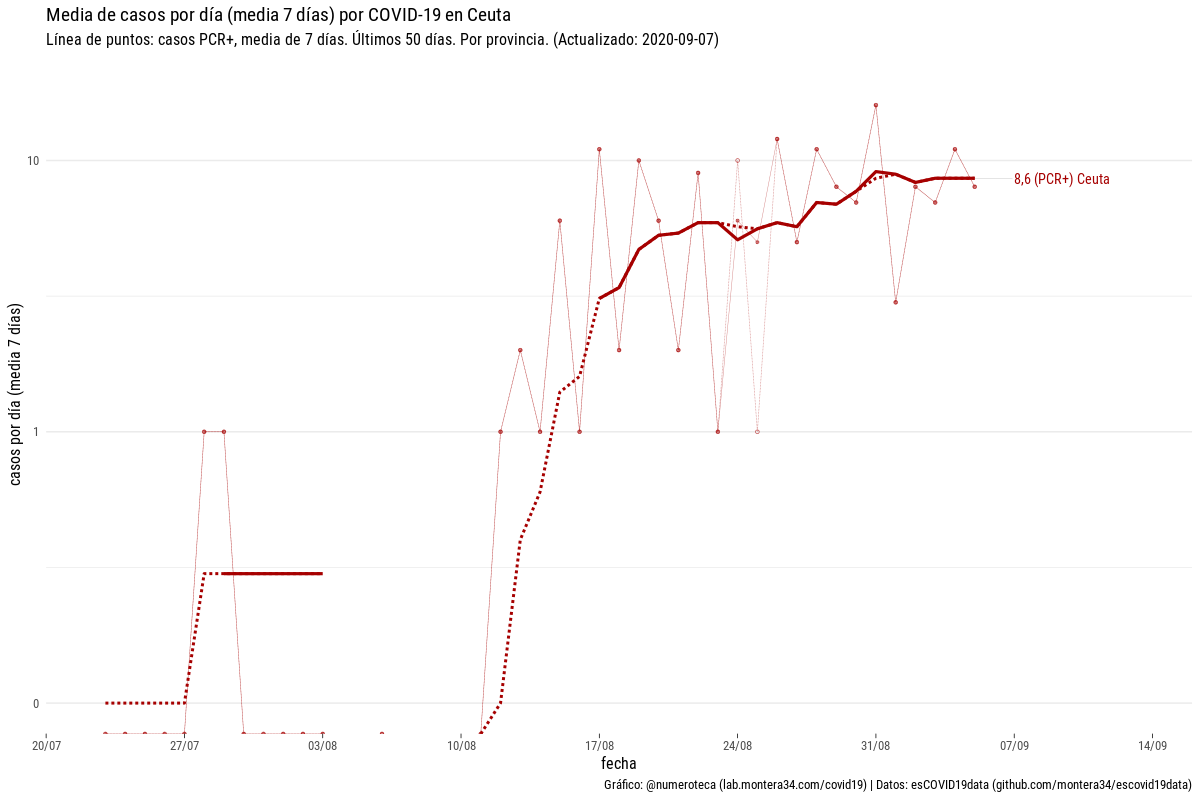 Media de casos por día (media 7 días) por COVID-19 en Ceuta
Línea de puntos: casos PCR+, media de 7 días. Últimos 50 días. Por provincia. (Actualizado: 2020-09-07)
casos por día (media 7 días)
10
1
0
8,6 (PCR+) Ceuta
20/07 27/07 03/08 10/08 17/08 24/08 31/08 07/09 14/09
fecha
Gráfico: @numeroteca (lab.montera34.com/covid19) | Datos: esCOVID19data (github.com/montera34/escovid19data)